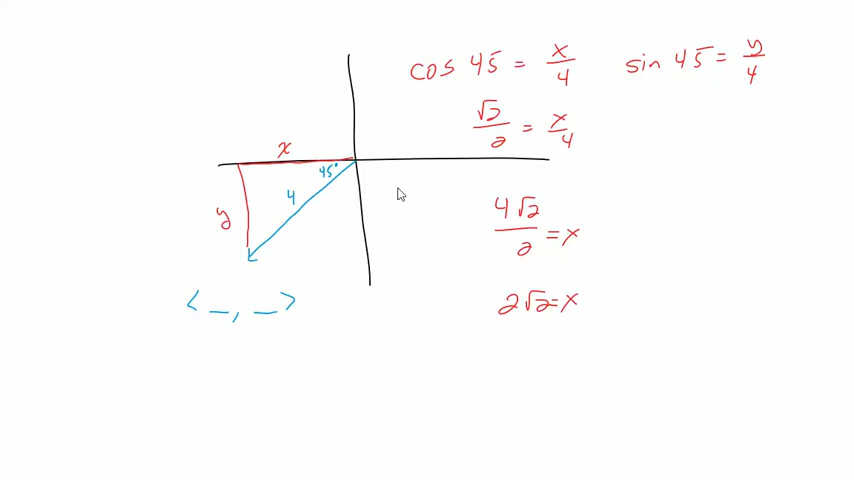 cos 45 = x/4
sin 45 = y/4
√2/2 = x/4
x
45°
4
y
4√2/2 = x
< _, _ >
2√2 = x